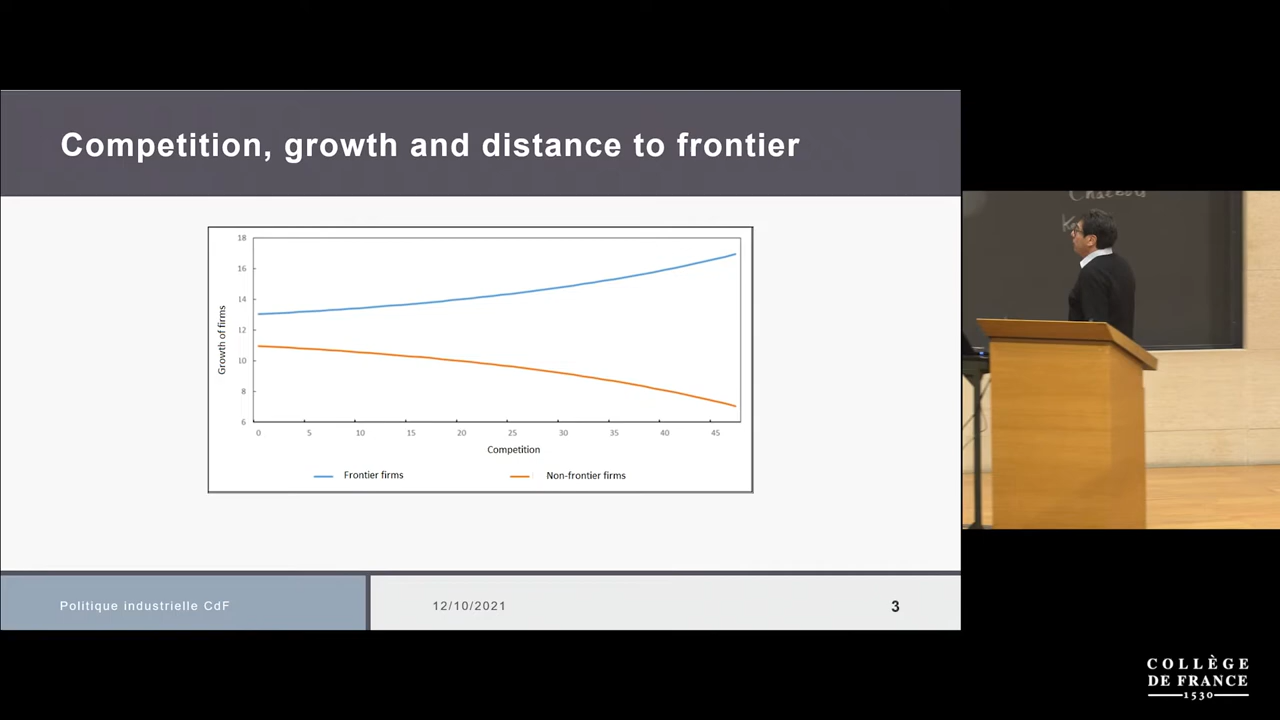 Competition, growth and distance to frontier
Growth of firms
18
16
14
12
10
8
6
0 5 10 15 20 25 30 35 40 45
Competition
Frontier firms Non-frontier firms
Politique industrielle CdF 12/10/2021 3
COLLÈGE
DE FRANCE
1530